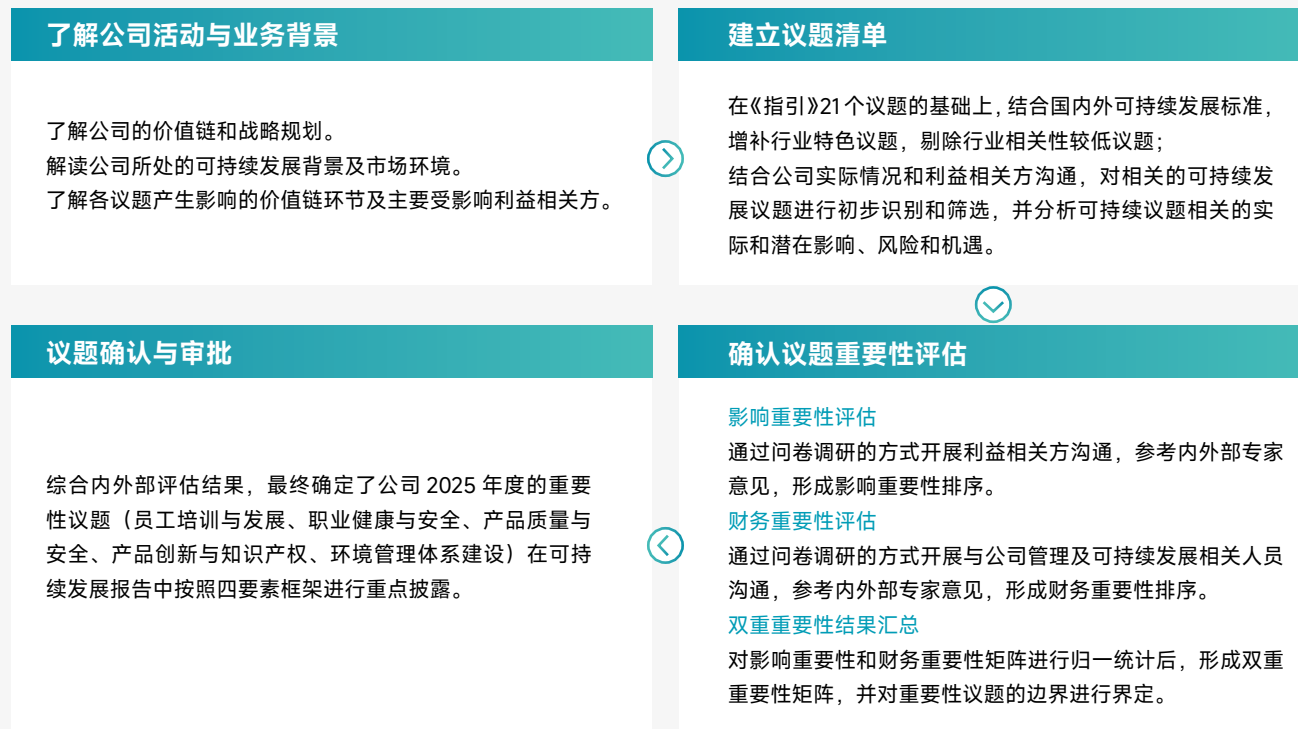 了解公司活动与业务背景
了解公司的价值链和战略规划。
解读公司所处的可持续发展背景及市场环境。
了解各议题产生影响的价值链环节及主要受影响利益相关方。
建立议题清单
在《指引》21个议题的基础上，结合国内外可持续发展标准，
增补行业特色议题，剔除行业相关性较低议题；
结合公司实际情况和利益相关方沟通，对相关的可持续发
展议题进行初步识别和筛选，并分析可持续议题相关的实
际和潜在影响、风险和机遇。
确认议题重要性评估
影响重要性评估
通过问卷调研的方式开展利益相关方沟通，参考内外部专家
意见，形成影响重要性排序。
财务重要性评估
通过问卷调研的方式开展与公司管理及可持续发展相关人员
沟通，参考内外部专家意见，形成财务重要性排序。
双重重要性结果汇总
对影响重要性和财务重要性矩阵进行归一统计后，形成双重
重要性矩阵，并对重要性议题的边界进行界定。
议题确认与审批
综合内外部评估结果，最终确定了公司 2025 年度的重要
性议题（员工培训与发展、职业健康与安全、产品质量与
安全、产品创新与知识产权、环境管理体系建设）在可持
续发展报告中按照四要素框架进行重点披露。